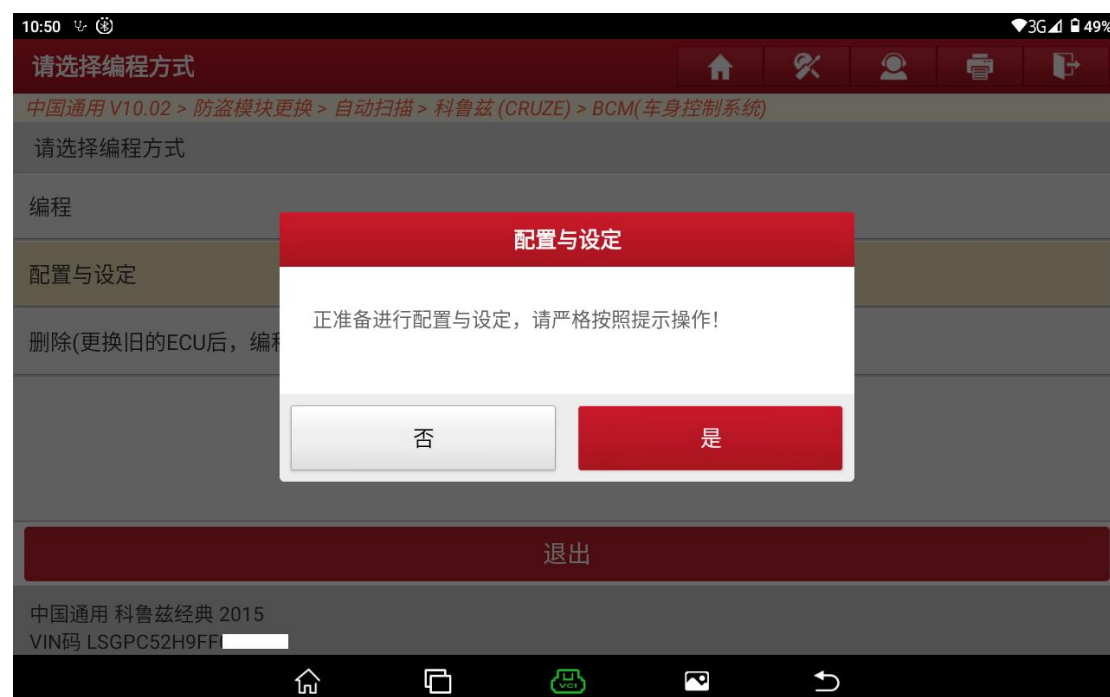 10:50 3G 49%
请选择编程方式
中国通用 V10.02 > 防盗模块更换 > 自动扫描 > 科鲁兹 (CRUZE) > BCM(车身控制系统)
请选择编程方式
编程
配置与设定
配置与设定
正准备进行配置与设定，请严格按照提示操作！
删除(更换旧的ECU后，编程
否
是
退出
中国通用 科鲁兹经典 2015
VIN码 LSGPC52H9FF
VCI